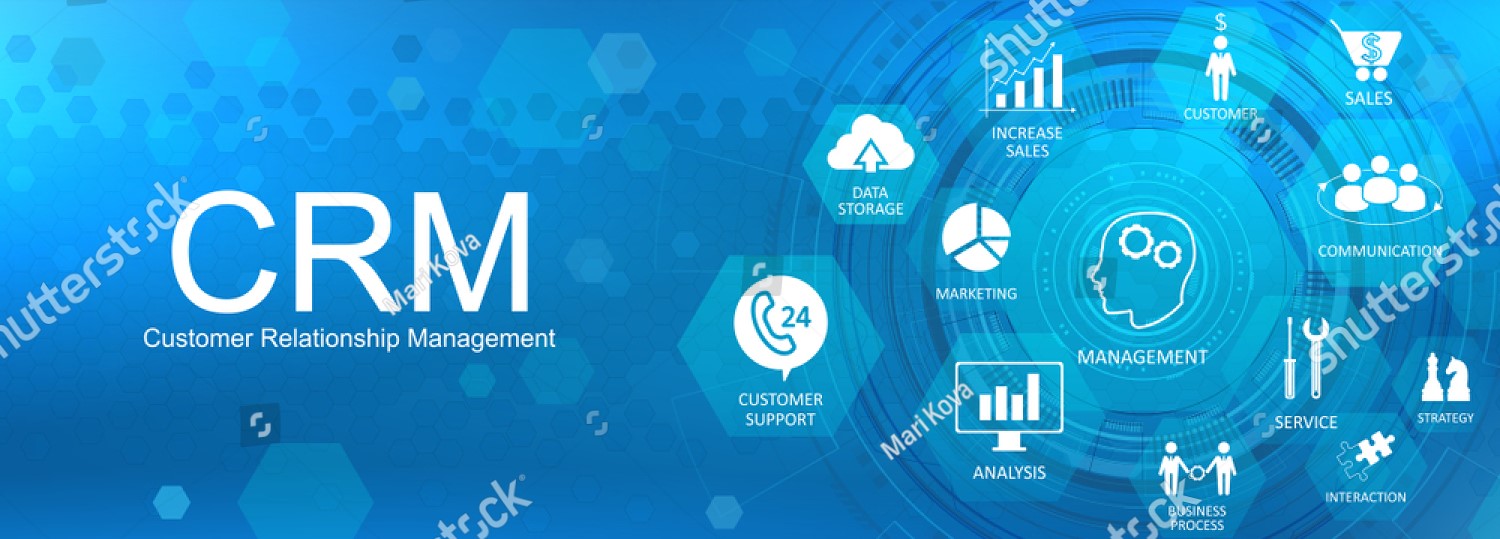 CRM
Customer Relationship Management
$
$
INCREASE
SALES
CUSTOMER
SALES
DATA
STORAGE
COMMUNICATION
MARKETING
24
MANAGEMENT
CUSTOMER
SUPPORT
SERVICE
STRATEGY
ANALYSIS
INTERACTION
BUSINESS
PROCESS
shutterstock
shutterstock
shutterstock
shutterstock
Mari Kova
Mari Kova